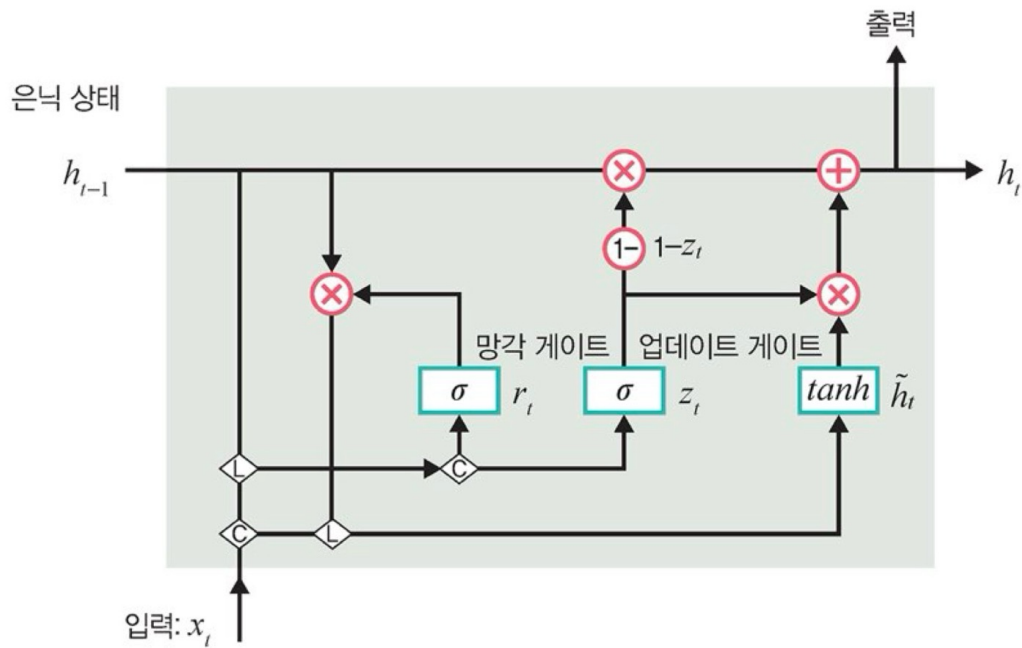 출력
은닉 상태
h_{t-1}
h_t
1- 1-z_t
망각 게이트 업데이트 게이트
σ r_t σ z_t tanh h̃_t
L C
C L
입력: x_t